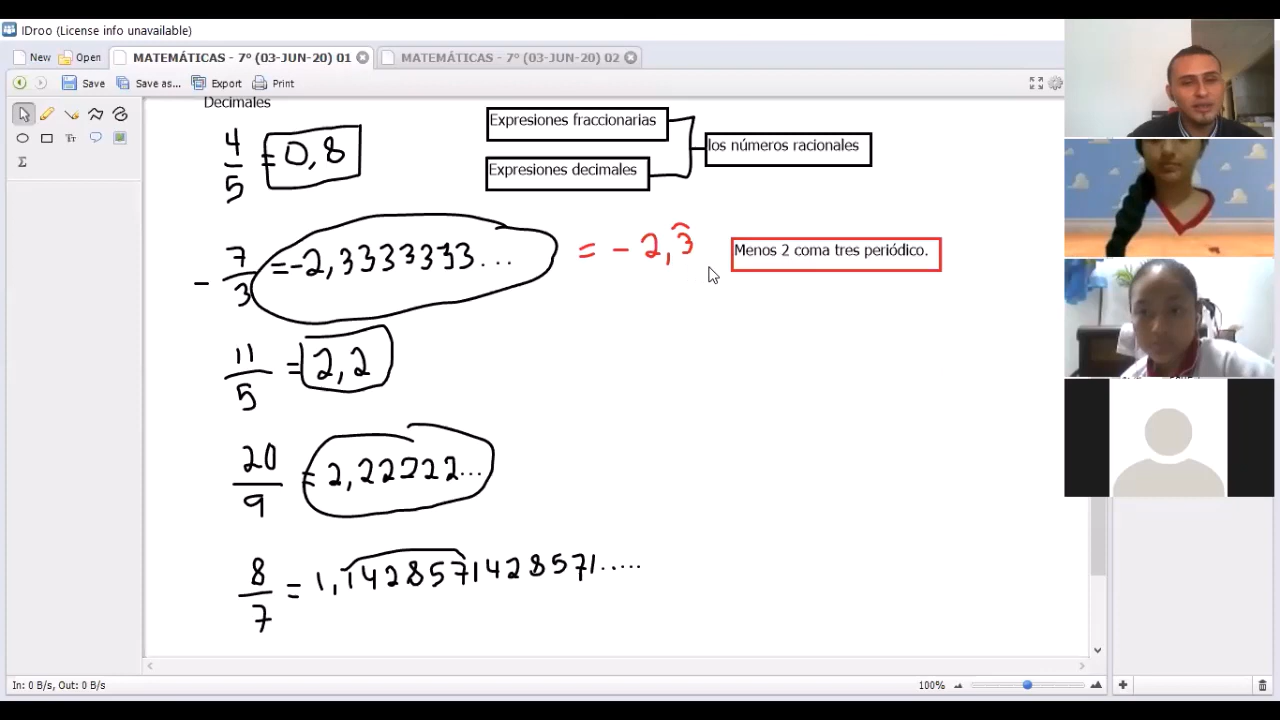 IDroo (License info unavailable)
New Open MATEMÁTICAS - 7º (03-JUN-20) 01 MATEMÁTICAS - 7º (03-JUN-20) 02
Save Save as... Export Print
Decimales
Expresiones fraccionarias
los números racionales
Expresiones decimales
4/5 = 0,8
- 7/3 = -2,3333333... = - 2,3̂
Menos 2 coma tres periódico.
11/5 = 2,2
20/9 = 2,22222...
8/7 = 1,1428571428571.....
Tт
Σ
In: 0 B/s, Out: 0 B/s 100%